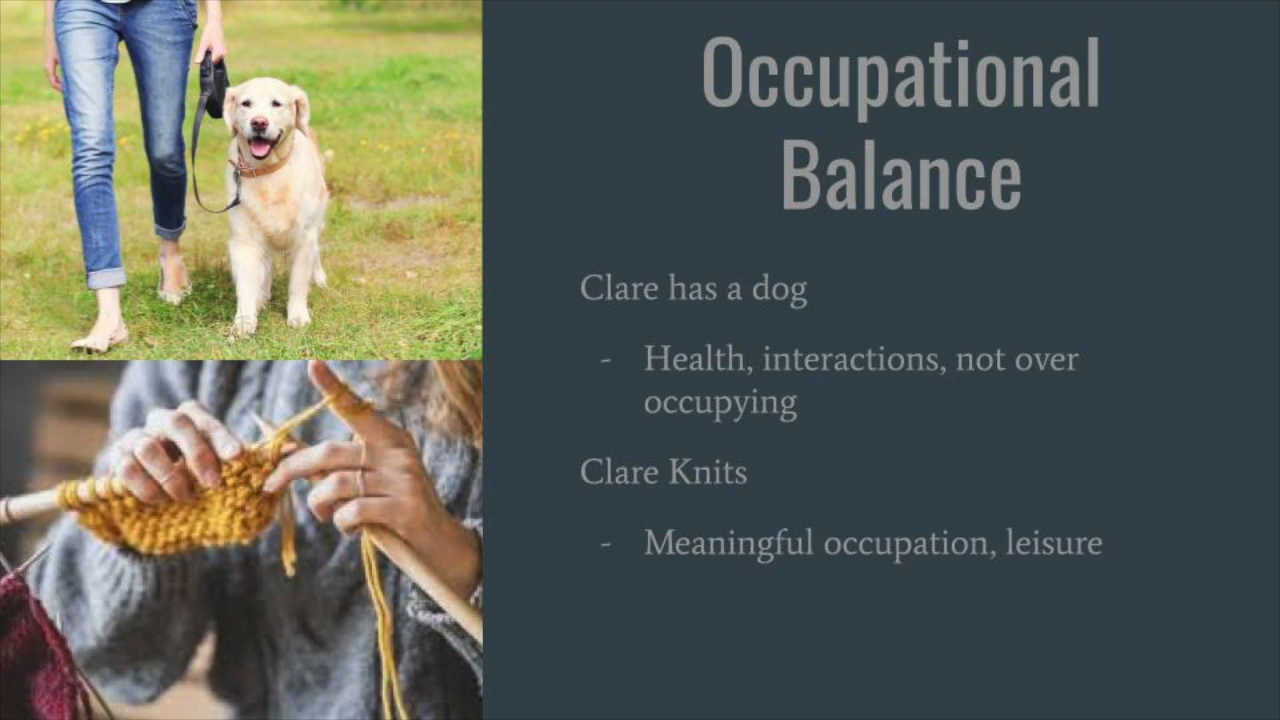 Occupational
Balance
Clare has a dog
- Health, interactions, not over
occupying
Clare Knits
- Meaningful occupation, leisure